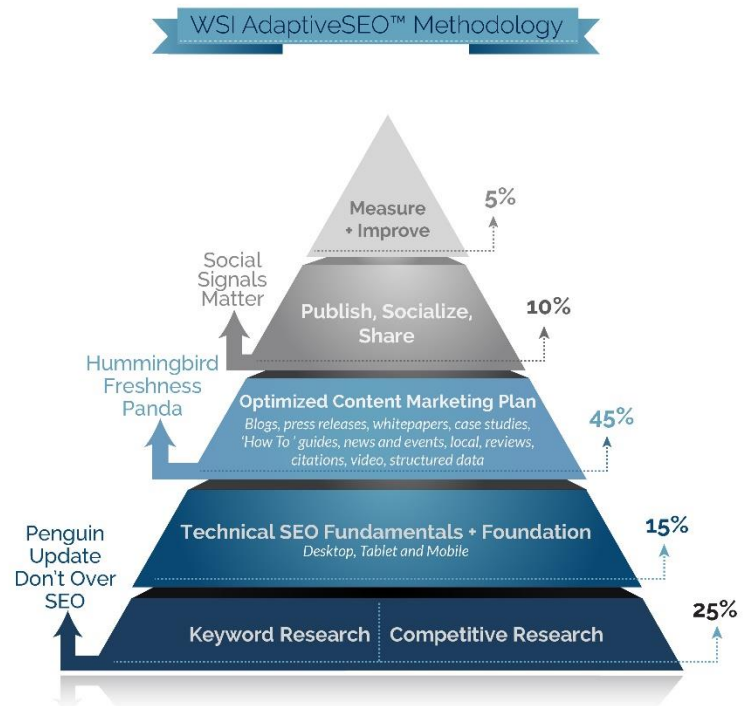 WSI AdaptiveSEO™ Methodology
Measure
+ Improve
5%
Social
Signals
Matter
Publish, Socialize,
Share
10%
Hummingbird
Freshness
Panda
Optimized Content Marketing Plan
Blogs, press releases, whitepapers, case studies,
'How To ' guides, news and events, local, reviews,
citations, video, structured data
45%
Penguin
Update
Don't Over
SEO
Technical SEO Fundamentals + Foundation
Desktop, Tablet and Mobile
15%
Keyword Research
Competitive Research
25%